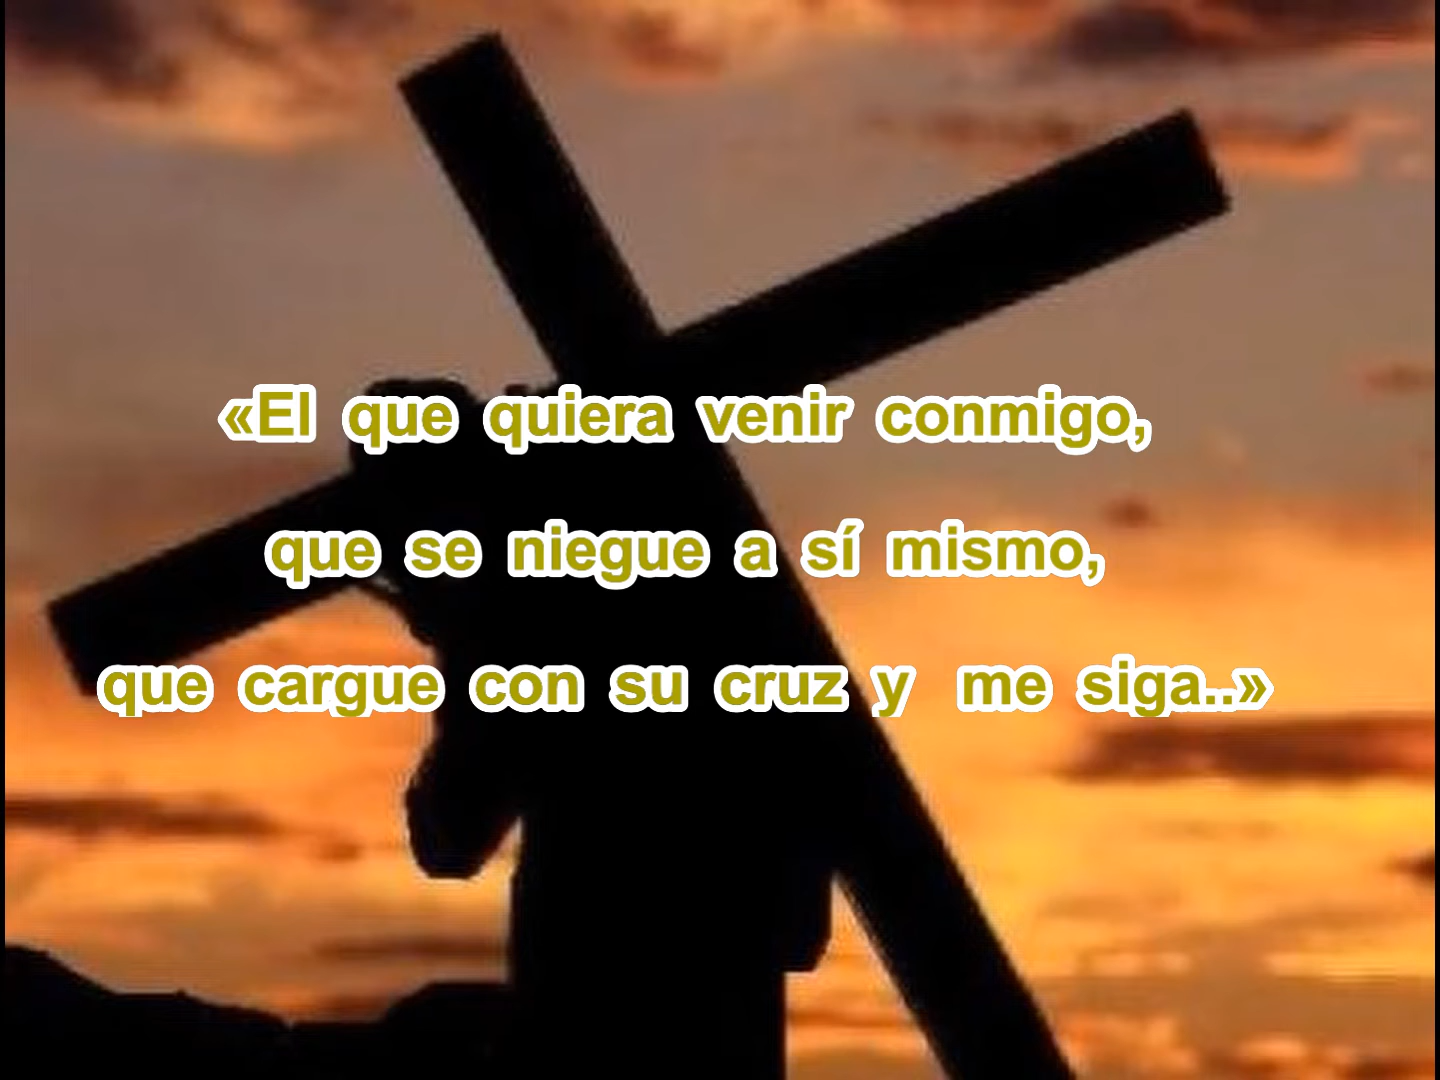 «El que quiera venir conmigo,
que se niegue a sí mismo,
que cargue con su cruz y me siga..»